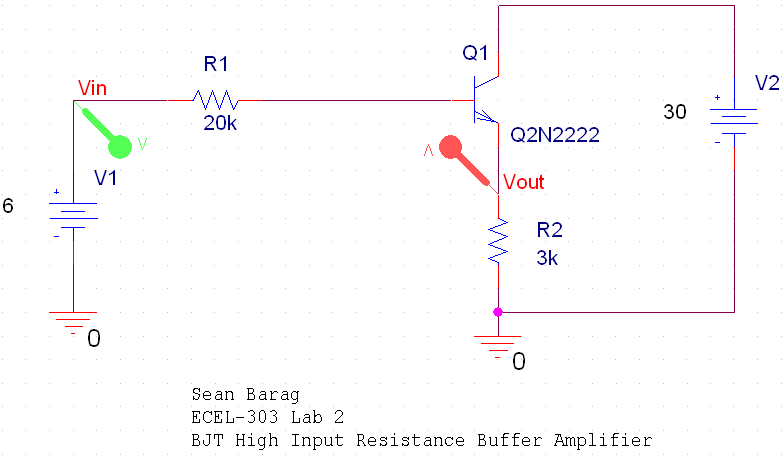 Q1
R1
V2
Vin
20k
Q2N2222
30
+
-
V
V
V1
Vout
+
6
-
R2
3k
0
0
Sean Barag
ECEL-303 Lab 2
BJT High Input Resistance Buffer Amplifier